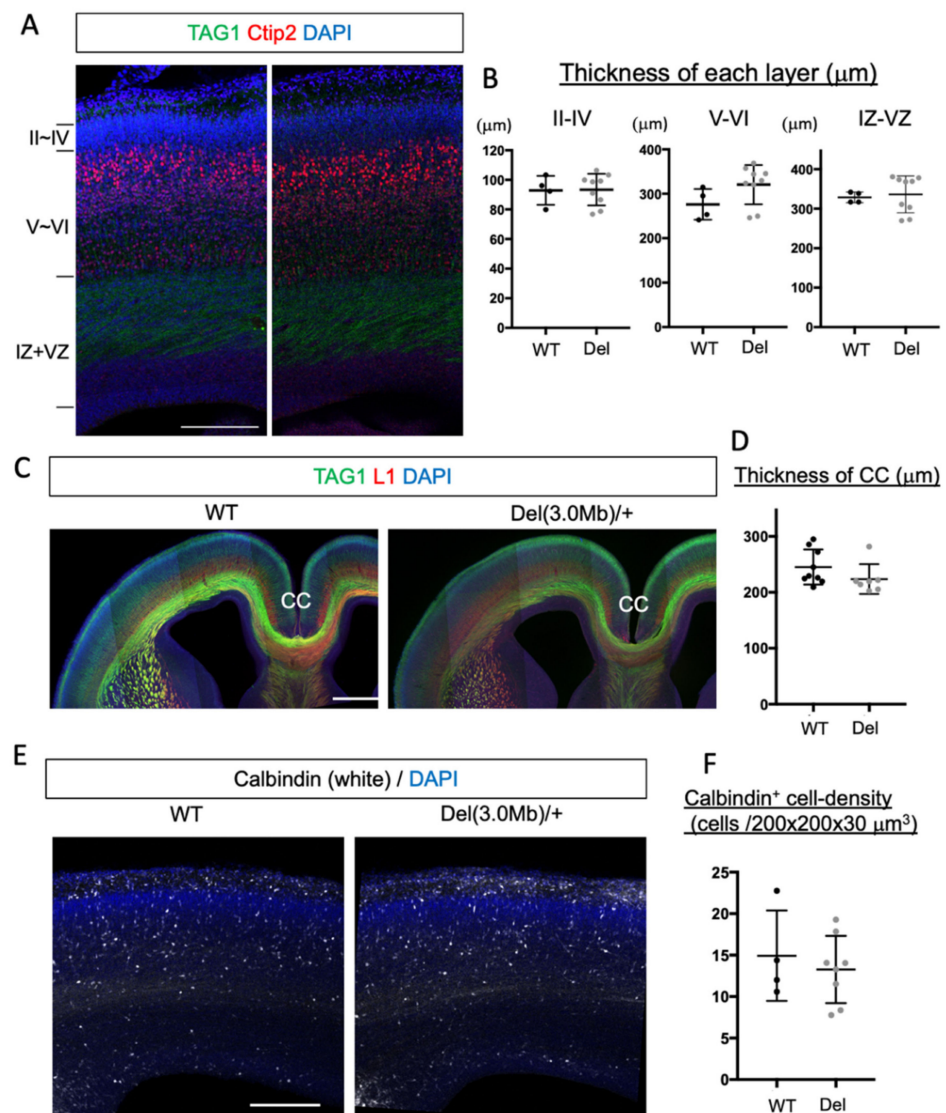 A
TAG1 Ctip2 DAPI
II~IV
V~VI
IZ+VZ
B
Thickness of each layer (μm)
II-IV
V-VI
IZ-VZ
(μm)
(μm)
(μm)
120
100
80
60
40
20
0
WT
Del
400
300
200
100
0
WT
Del
400
300
200
100
0
WT
Del
C
TAG1 L1 DAPI
WT
Del(3.0Mb)/+
CC
CC
D
Thickness of CC (μm)
300
200
100
0
WT
Del
E
Calbindin (white) / DAPI
WT
Del(3.0Mb)/+
F
Calbindin⁺ cell-density
(cells /200x200x30 μm³)
25
20
15
10
5
0
WT
Del